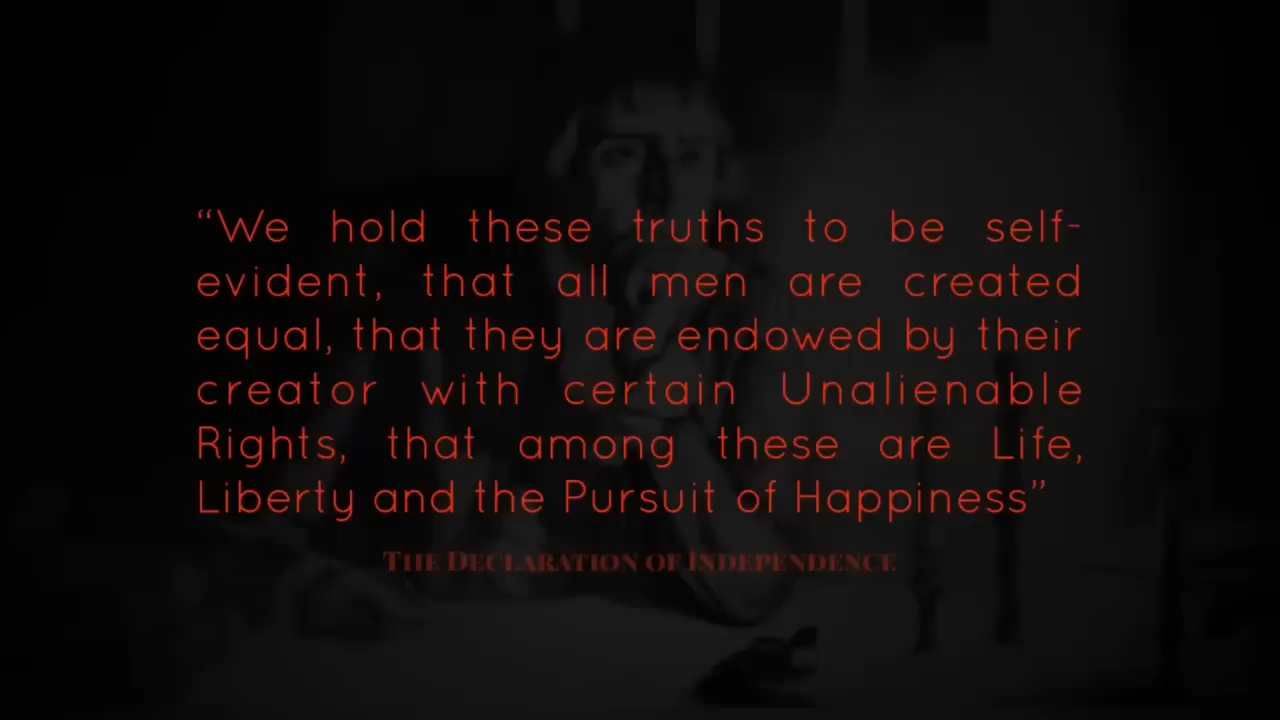 “We hold these truths to be self-
evident, that all men are created
equal, that they are endowed by their
creator with certain Unalienable
Rights, that among these are Life,
Liberty and the Pursuit of Happiness”
The Declaration of Independence